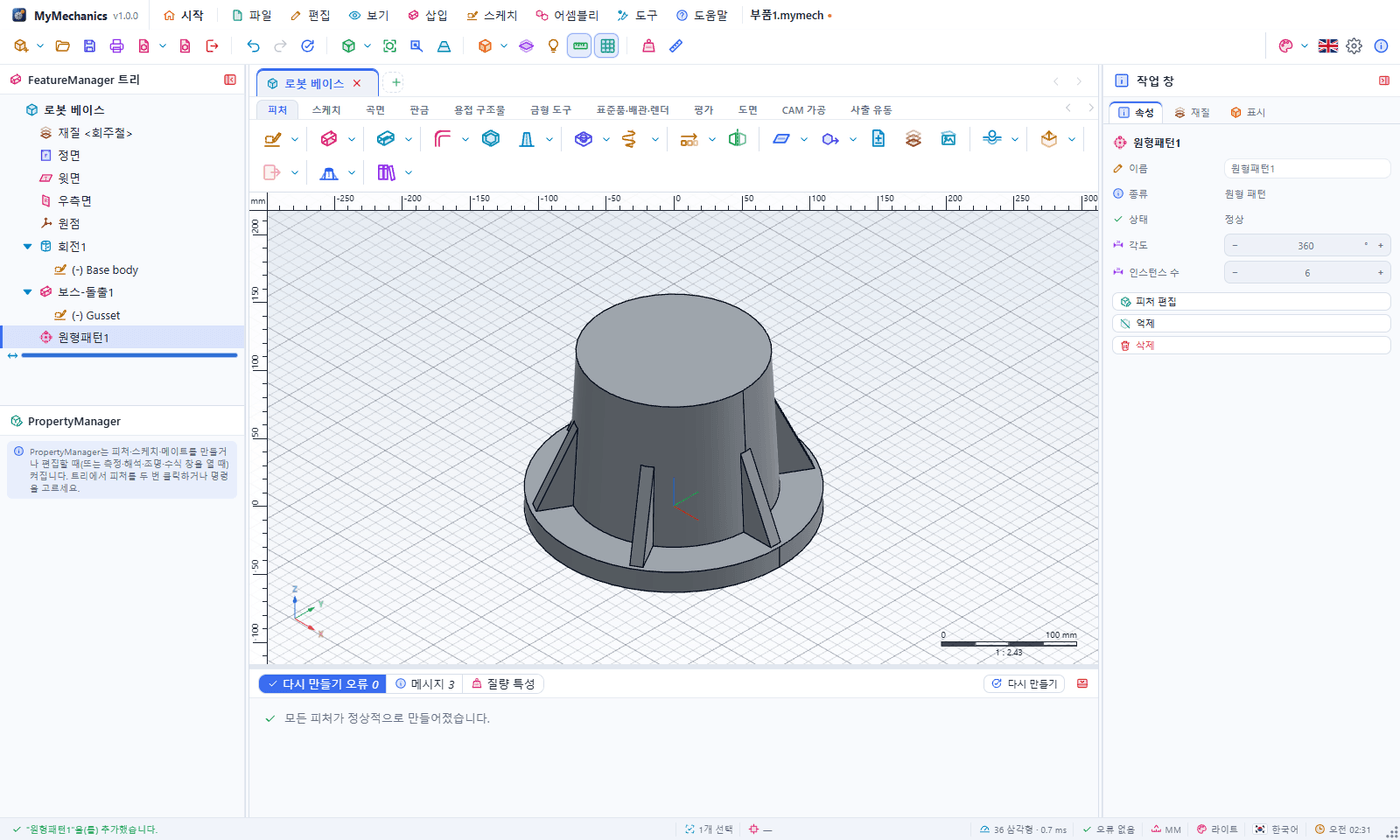 MyMechanics v1.0.0
시작
파일
편집
보기
삽입
스케치
어셈블리
도구
도움말
부품1.mymech
FeatureManager 트리
로봇 베이스
재질 <회주철>
정면
윗면
우측면
원점
회전1
(-) Base body
보스-돌출1
(-) Gusset
원형패턴1
PropertyManager
PropertyManager는 피처·스케치·메이트를 만들거
나 편집할 때(또는 측정·해석·조명·수식 창을 열 때)
켜집니다. 트리에서 피처를 두 번 클릭하거나 명령
을 고르세요.
로봇 베이스
피처
스케치
곡면
판금
용접 구조물
금형 도구
표준품·배관·렌더
평가
도면
CAM 가공
사출 유동
mm
-250
-200
-150
-100
-50
0
50
100
150
200
250
300
200
150
100
50
0
-50
-100
Z
Y
X
0
100 mm
1 : 2.43
다시 만들기 오류 0
메시지 3
질량 특성
다시 만들기
모든 피처가 정상적으로 만들어졌습니다.
작업 창
속성
재질
표시
원형패턴1
이름
원형패턴1
종류
원형 패턴
상태
정상
각도
− 360 ° +
인스턴스 수
− 6 +
피처 편집
억제
삭제
"원형패턴1"을(를) 추가했습니다.
1개 선택
—
36 삼각형 · 0.7 ms
오류 없음
MM
라이트
한국어
오전 02:31